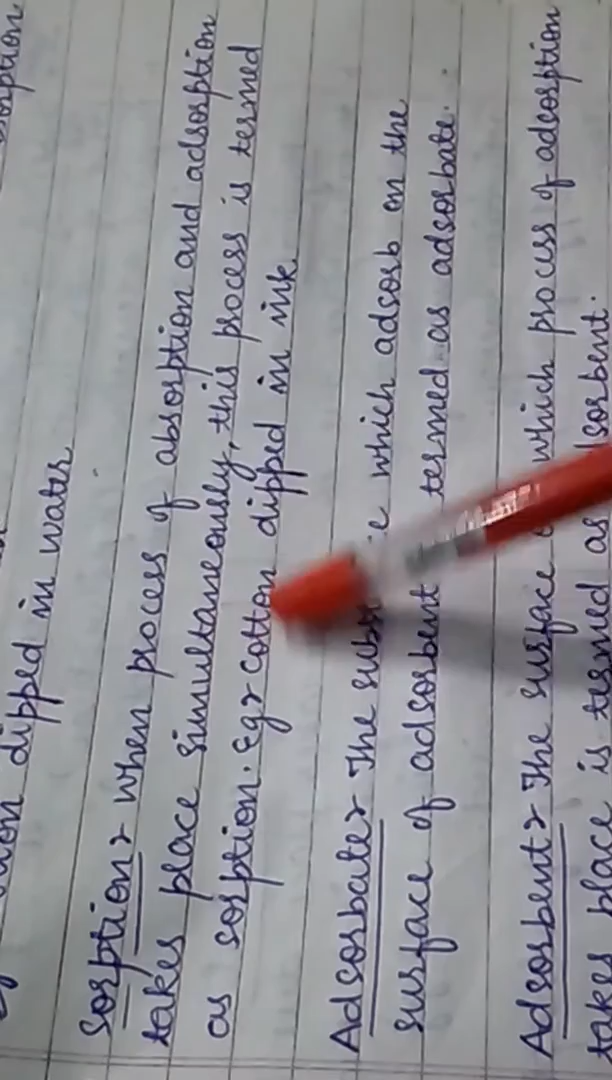 dipped in water
Sorption → When process of absorption and adsorption
takes place simultaneously, this process is termed
as sorption. Eg → Cotton dipped in ink
Adsorbate → The which adsorb on the
surface of adsorbent termed as adsorbate.
Adsorbent → The surface which process of adsorption
takes place is termed as